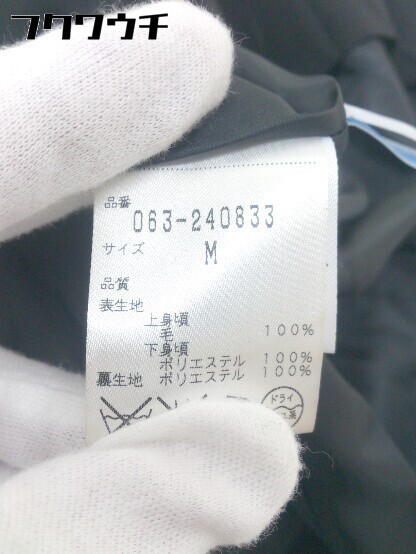 フクワウチ
品番
063-240833
サイズ M
品質
表生地
上身頃
毛 100%
下身頃
ポリエステル 100%
裏生地 ポリエステル 100%
ドライ